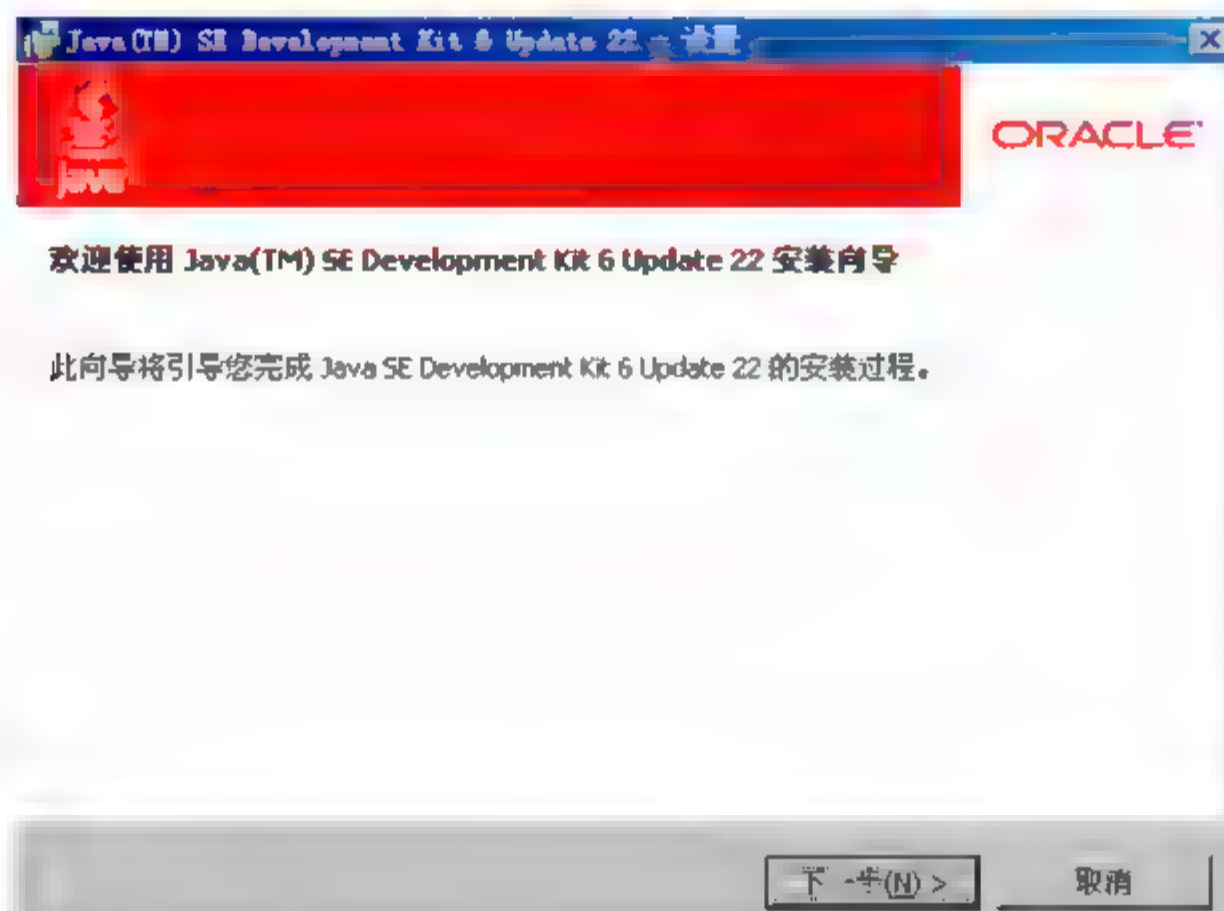 Java(TM) SE Development Kit 6 Update 22 - 设置
Java
ORACLE
欢迎使用 Java(TM) SE Development Kit 6 Update 22 安装向导
此向导将引导您完成 Java SE Development Kit 6 Update 22 的安装过程。
下一步(N) >
取消